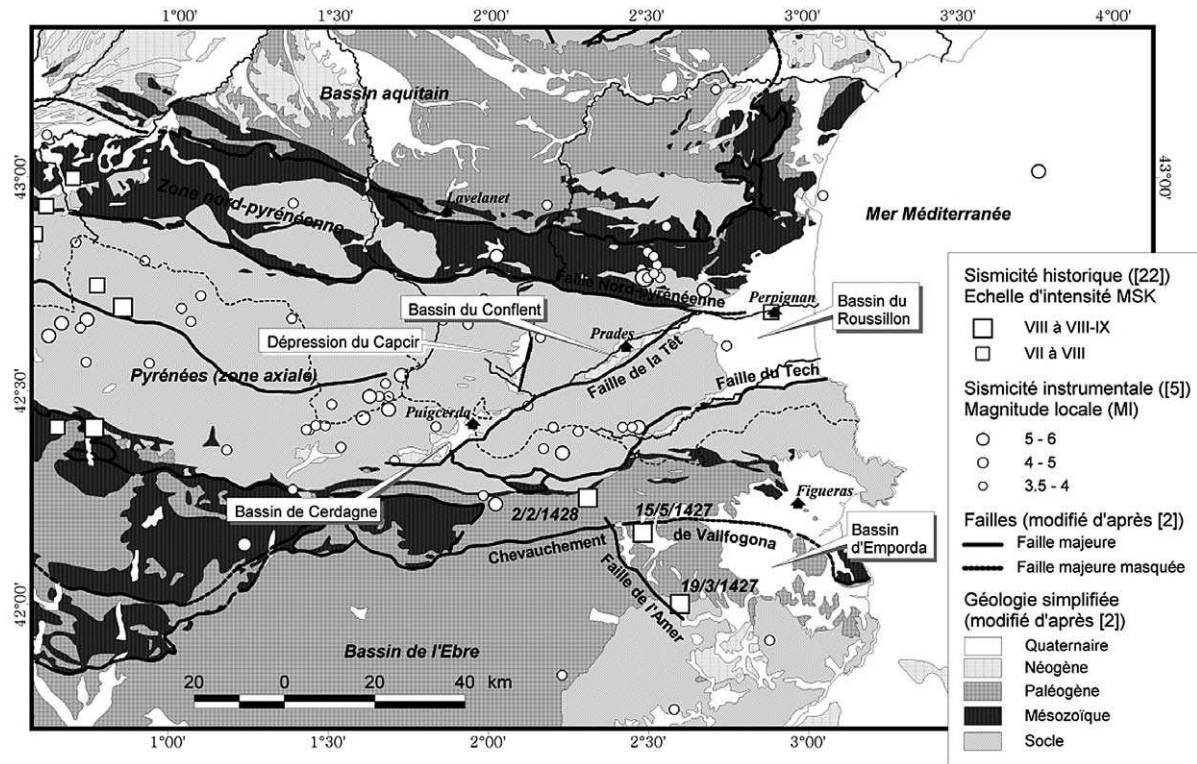 1°00' 1°30' 2°00' 2°30' 3°00' 3°30' 4°00'
Bassin aquitain
43°00'
43°00'
Zone nord-pyrénéenne
Lavelanet
Mer Méditerranée
Faille Nord-pyrénéenne
Perpignan
Bassin du Conflent
Bassin du
Roussillon
Prades
Dépression du Capcir
Faille de la Têt
Faille du Tech
42°30'
Pyrénées (zone axiale)
Puigcerda
Bassin de Cerdagne
2/2/1428
15/5/1427
Figueras
Chevauchement
de Vallfogona
Bassin
d'Emporda
19/3/1427
Faille de l'Amer
42°00'
Bassin de l'Ebre
20 0 20 40 km
1°00' 1°30' 2°00' 2°30' 3°00'
Sismicité historique ([22])
Echelle d'intensité MSK
VIII à VIII-IX
VII à VIII
Sismicité instrumentale ([5])
Magnitude locale (Ml)
5 - 6
4 - 5
3.5 - 4
Failles (modifié d'après [2])
Faille majeure
Faille majeure masquée
Géologie simplifiée
(modifié d'après [2])
Quaternaire
Néogène
Paléogène
Mésozoïque
Socle